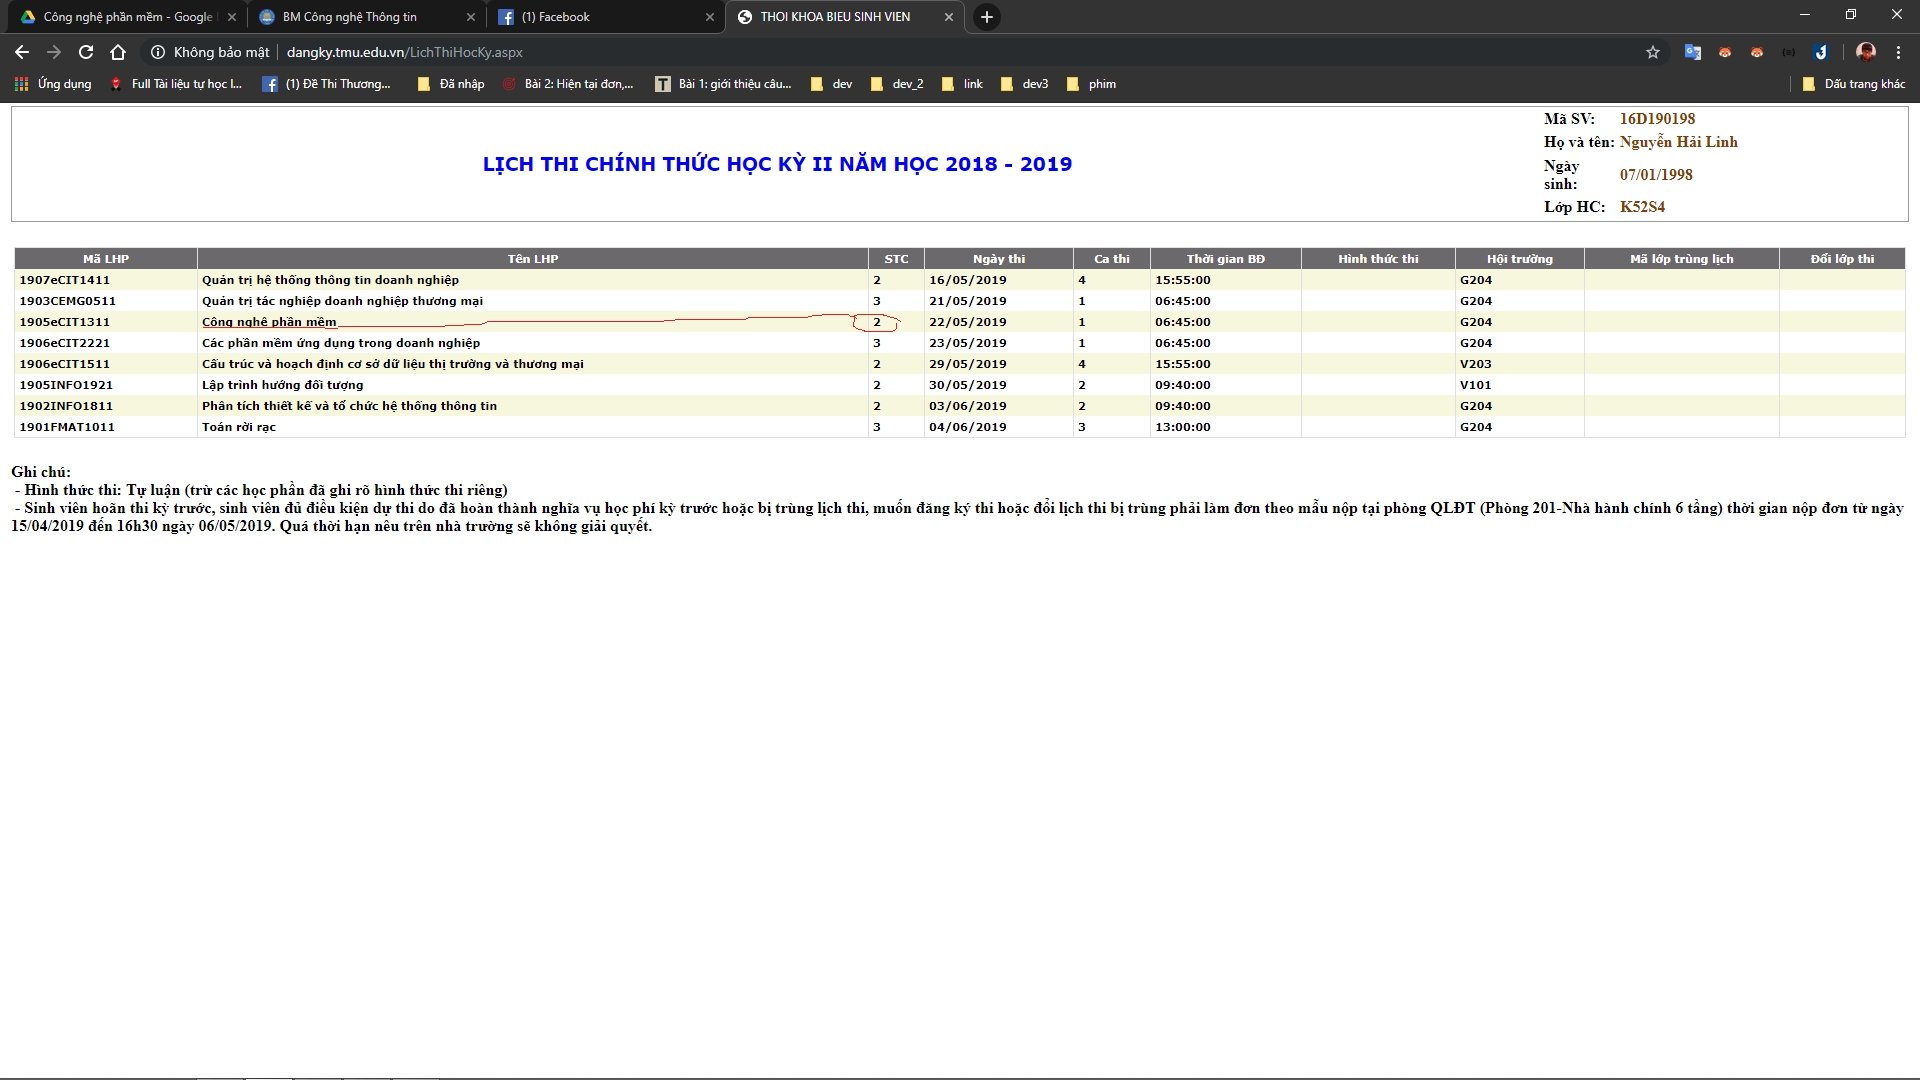 Công nghệ phần mềm - Google
BM Công nghệ Thông tin
(1) Facebook
THOI KHOA BIEU SINH VIEN
Không bảo mật
dangky.tmu.edu.vn/LichThiHocKy.aspx
Ứng dụng
Full Tài liệu tự học l...
(1) Đề Thi Thương...
Đã nhập
Bài 2: Hiện tại đơn,...
Bài 1: giới thiệu câu...
dev
dev_2
link
dev3
phim
Dấu trang khác
LỊCH THI CHÍNH THỨC HỌC KỲ II NĂM HỌC 2018 - 2019
Mã SV: 16D190198
Họ và tên: Nguyễn Hải Linh
Ngày sinh: 07/01/1998
Lớp HC: K52S4
Mã LHP Tên LHP STC Ngày thi Ca thi Thời gian BĐ Hình thức thi Hội trường Mã lớp trùng lịch Đổi lớp thi
1907eCIT1411 Quản trị hệ thống thông tin doanh nghiệp 2 16/05/2019 4 15:55:00 G204
1903CEMG0511 Quản trị tác nghiệp doanh nghiệp thương mại 3 21/05/2019 1 06:45:00 G204
1905eCIT1311 Công nghệ phần mềm 2 22/05/2019 1 06:45:00 G204
1906eCIT2221 Các phần mềm ứng dụng trong doanh nghiệp 3 23/05/2019 1 06:45:00 G204
1906eCIT1511 Cấu trúc và hoạch định cơ sở dữ liệu thị trường và thương mại 2 29/05/2019 4 15:55:00 V203
1905INFO1921 Lập trình hướng đối tượng 2 30/05/2019 2 09:40:00 V101
1902INFO1811 Phân tích thiết kế và tổ chức hệ thống thông tin 2 03/06/2019 2 09:40:00 G204
1901FMAT1011 Toán rời rạc 3 04/06/2019 3 13:00:00 G204
Ghi chú:
- Hình thức thi: Tự luận (trừ các học phần đã ghi rõ hình thức thi riêng)
- Sinh viên hoãn thi kỳ trước, sinh viên đủ điều kiện dự thi do đã hoàn thành nghĩa vụ học phí kỳ trước hoặc bị trùng lịch thi, muốn đăng ký thi hoặc đổi lịch thi bị trùng phải làm đơn theo mẫu nộp tại phòng QLĐT (Phòng 201-Nhà hành chính 6 tầng) thời gian nộp đơn từ ngày
15/04/2019 đến 16h30 ngày 06/05/2019. Quá thời hạn nêu trên nhà trường sẽ không giải quyết.